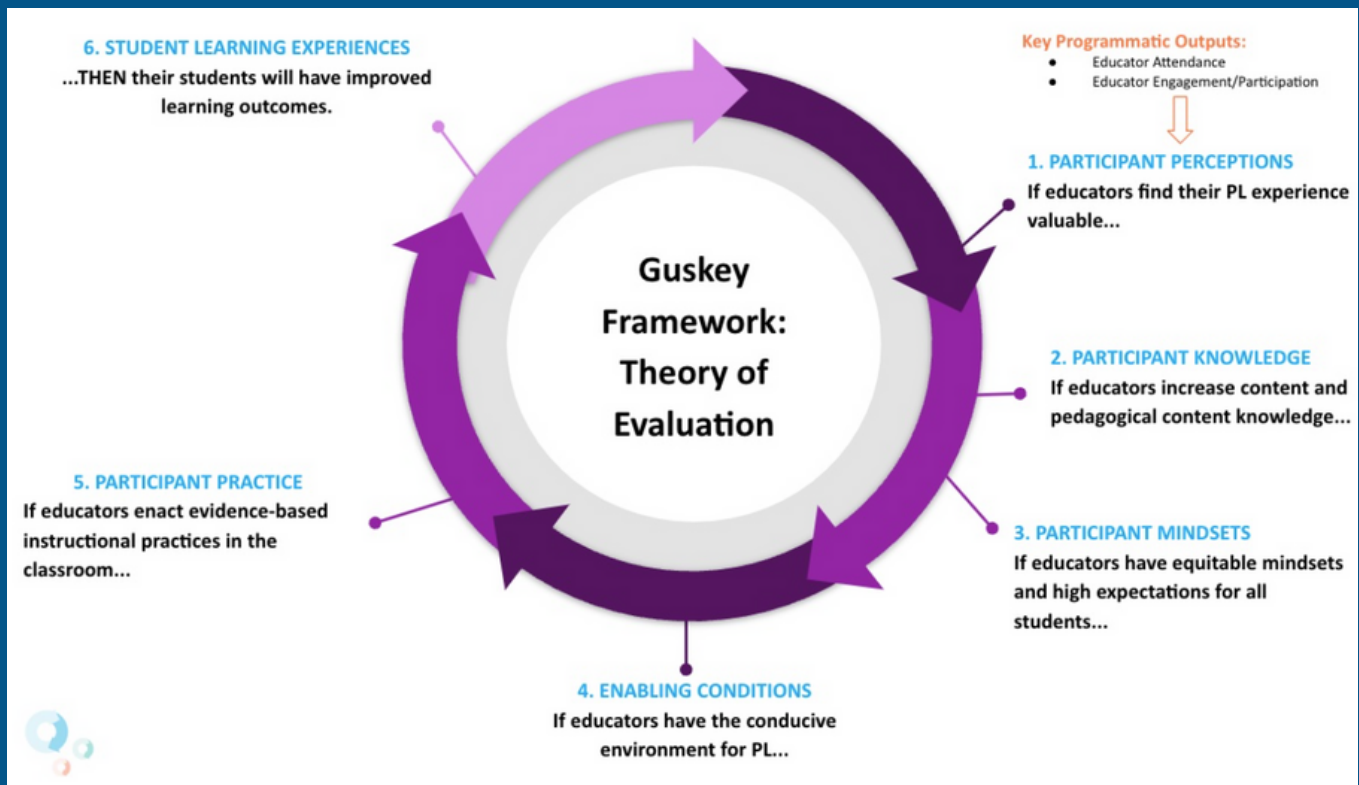 Guskey
Framework:
Theory of
Evaluation
Key Programmatic Outputs:
● Educator Attendance
● Educator Engagement/Participation
1. PARTICIPANT PERCEPTIONS
If educators find their PL experience
valuable...
2. PARTICIPANT KNOWLEDGE
If educators increase content and
pedagogical content knowledge...
3. PARTICIPANT MINDSETS
If educators have equitable mindsets
and high expectations for all
students...
4. ENABLING CONDITIONS
If educators have the conducive
environment for PL...
5. PARTICIPANT PRACTICE
If educators enact evidence-based
instructional practices in the
classroom...
6. STUDENT LEARNING EXPERIENCES
...THEN their students will have improved
learning outcomes.